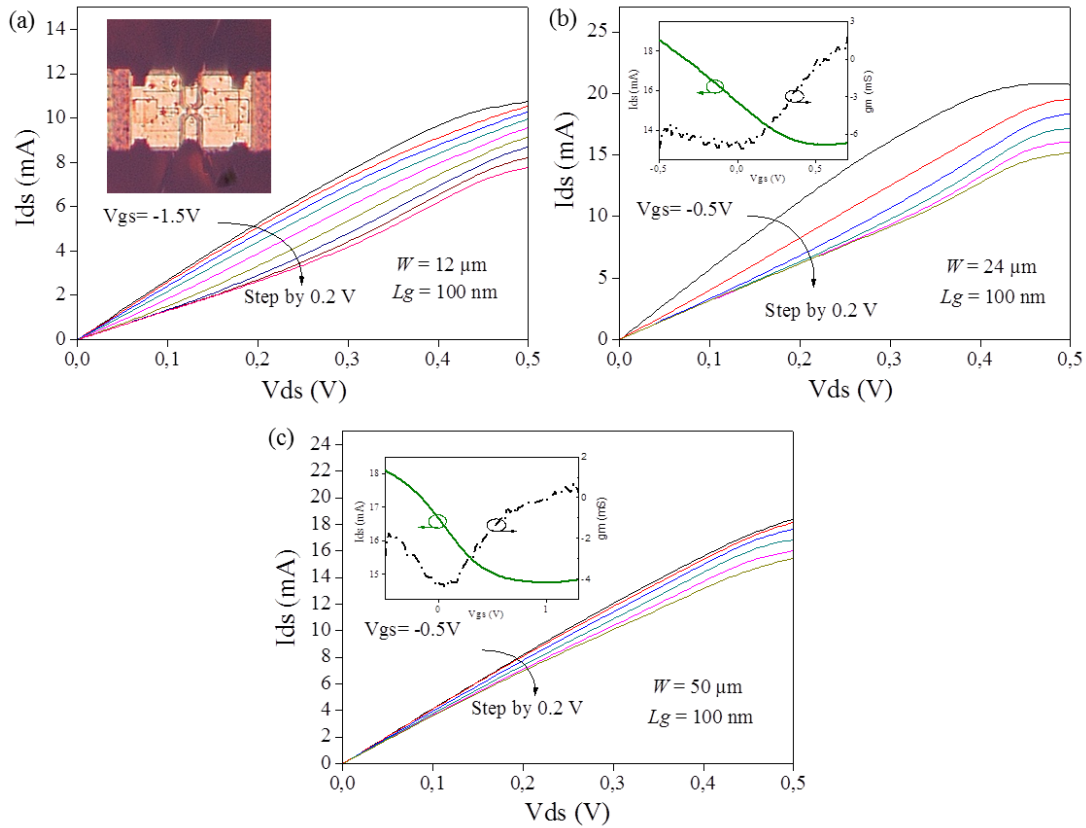 (a)
14
12
10
8
6
4
2
0
Ids (mA)
Vgs= -1.5V
Step by 0.2 V
W = 12 µm
Lg = 100 nm
0,0 0,1 0,2 0,3 0,4 0,5
Vds (V)
(b)
25
20
15
10
5
0
Ids (mA)
18
16
14
Ids (mA)
3
0
-3
-6
gm (mS)
-0,5 0,0 0,5
Vgs (V)
Vgs= -0.5V
Step by 0.2 V
W = 24 µm
Lg = 100 nm
0,0 0,1 0,2 0,3 0,4 0,5
Vds (V)
(c)
24
22
20
18
16
14
12
10
8
6
4
2
0
Ids (mA)
18
17
16
15
Ids (mA)
2
0
-2
-4
gm (mS)
0 1
Vgs (V)
Vgs= -0.5V
Step by 0.2 V
W = 50 µm
Lg = 100 nm
0,0 0,1 0,2 0,3 0,4 0,5
Vds (V)